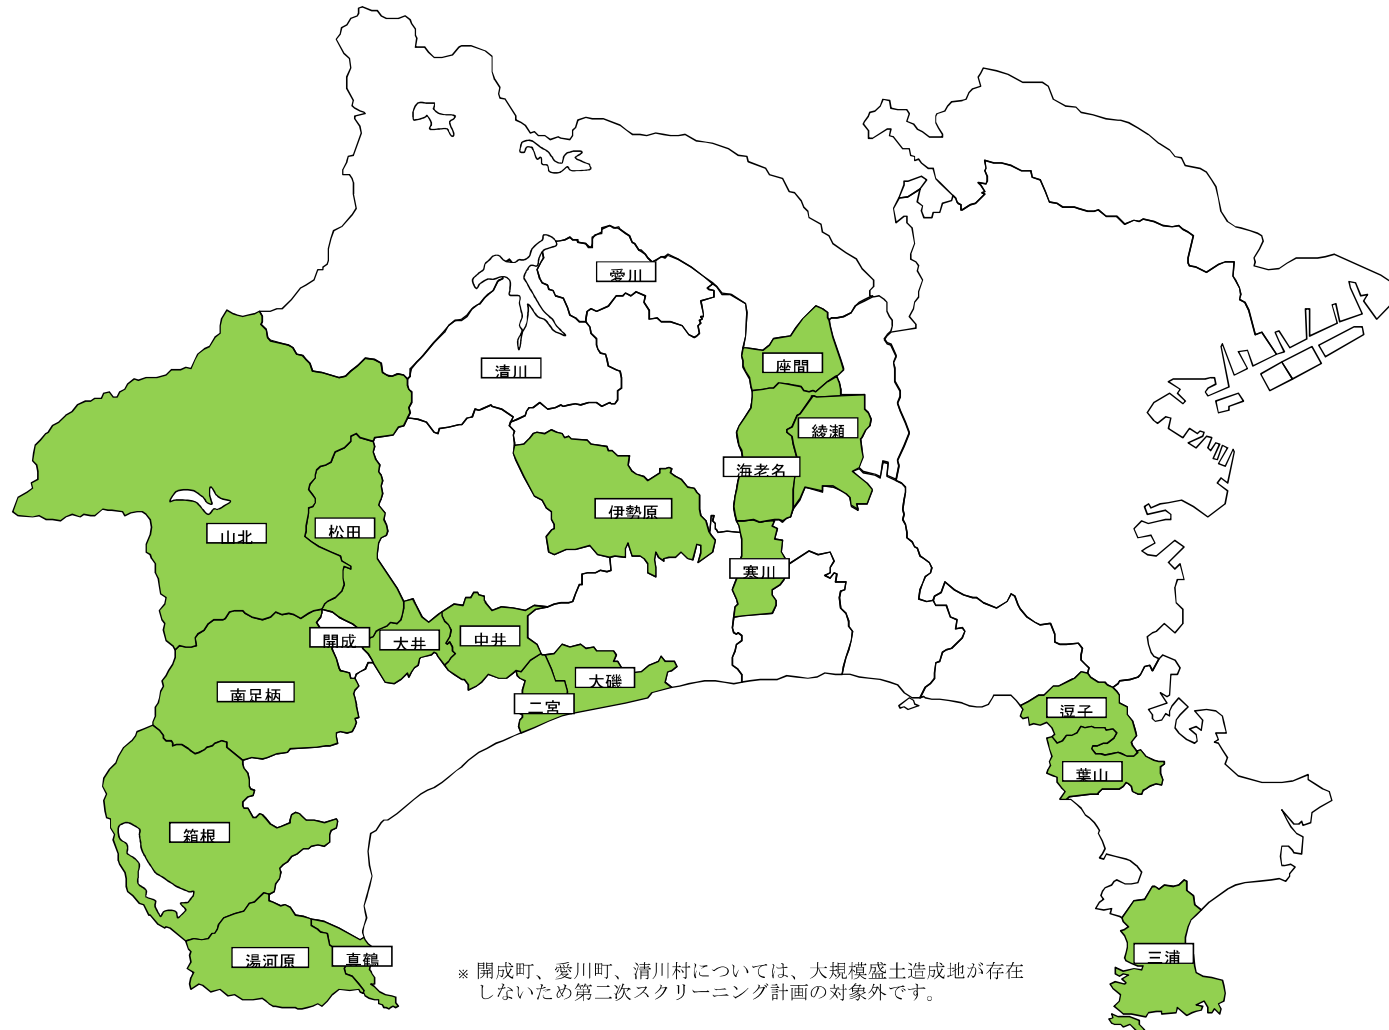 愛川
清川
座間
綾瀬
海老名
伊勢原
山北
松田
寒川
開成
大井
中井
南足柄
大磯
二宮
逗子
葉山
箱根
湯河原
真鶴
三浦
※ 開成町、愛川町、清川村については、大規模盛土造成地が存在
しないため第二次スクリーニング計画の対象外です。